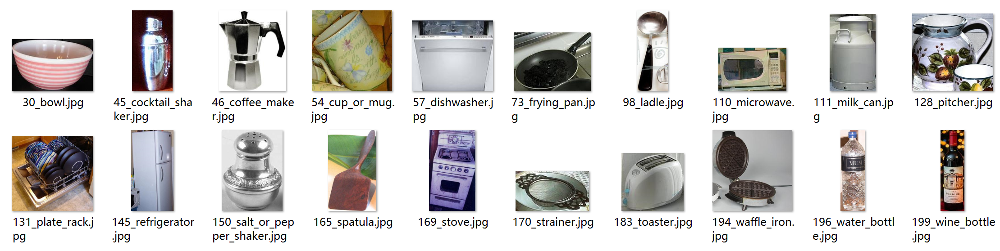 30_bowl.jpg
45_cocktail_sha
ker.jpg
46_coffee_make
r.jpg
54_cup_or_mug.
jpg
57_dishwasher.j
pg
73_frying_pan.jp
g
98_ladle.jpg
110_microwave.
jpg
111_milk_can.jp
g
128_pitcher.jpg
131_plate_rack.j
pg
145_refrigerator
.jpg
150_salt_or_pep
per_shaker.jpg
165_spatula.jpg
169_stove.jpg
170_strainer.jpg
183_toaster.jpg
194_waffle_iron.
jpg
MUM
196_water_bottl
e.jpg
PERIGEE
199_wine_bottle
.jpg